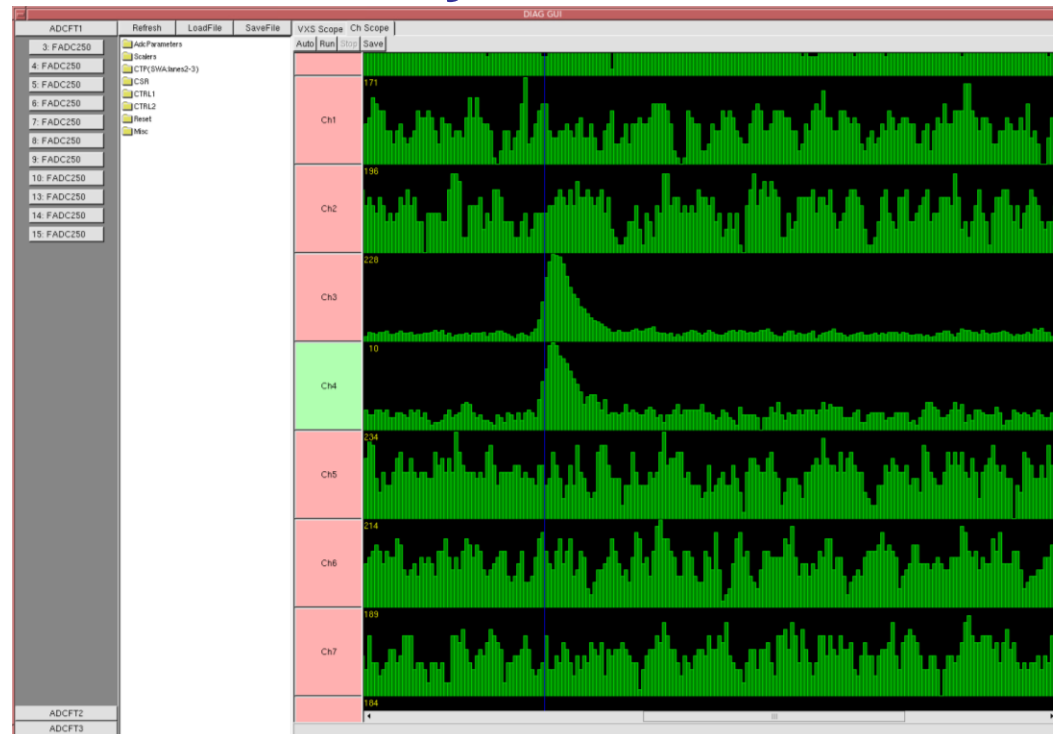 DIAG GUI
ADCFT1
Refresh LoadFile SaveFile VXS Scope Ch Scope
3: FADC250
4: FADC250
5: FADC250
6: FADC250
7: FADC250
8: FADC250
9: FADC250
10: FADC250
13: FADC250
14: FADC250
15: FADC250
AdcParameters
Scalers
CTP(SWA:lanes2-3)
CSR
CTRL1
CTRL2
Reset
Misc
Auto Run Stop Save
171
Ch1
196
Ch2
228
Ch3
10
Ch4
234
Ch5
214
Ch6
189
Ch7
184
ADCFT2
ADCFT3